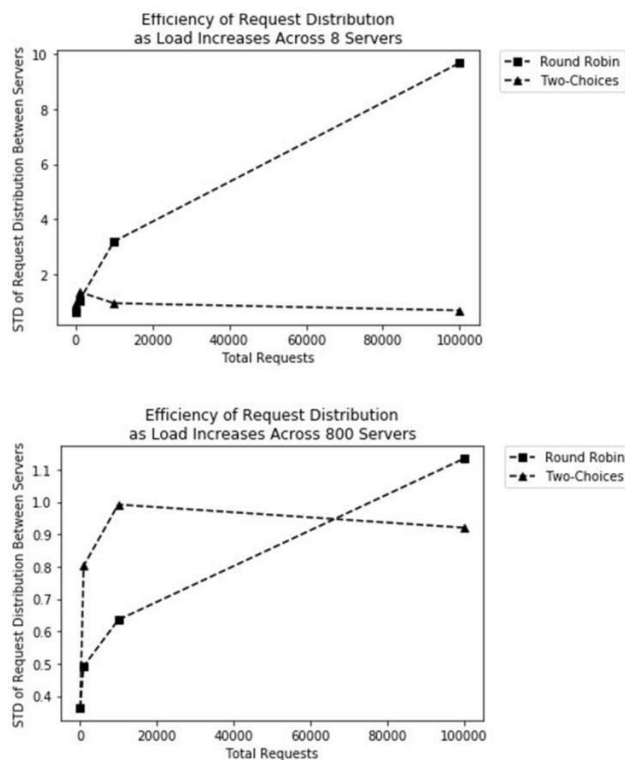 Efficiency of Request Distribution
as Load Increases Across 8 Servers
STD of Request Distribution Between Servers
10
8
6
4
2
0
20000
40000
60000
80000
100000
Total Requests
Round Robin
Two-Choices
Efficiency of Request Distribution
as Load Increases Across 800 Servers
STD of Request Distribution Between Servers
1.1
1.0
0.9
0.8
0.7
0.6
0.5
0.4
0
20000
40000
60000
80000
100000
Total Requests
Round Robin
Two-Choices